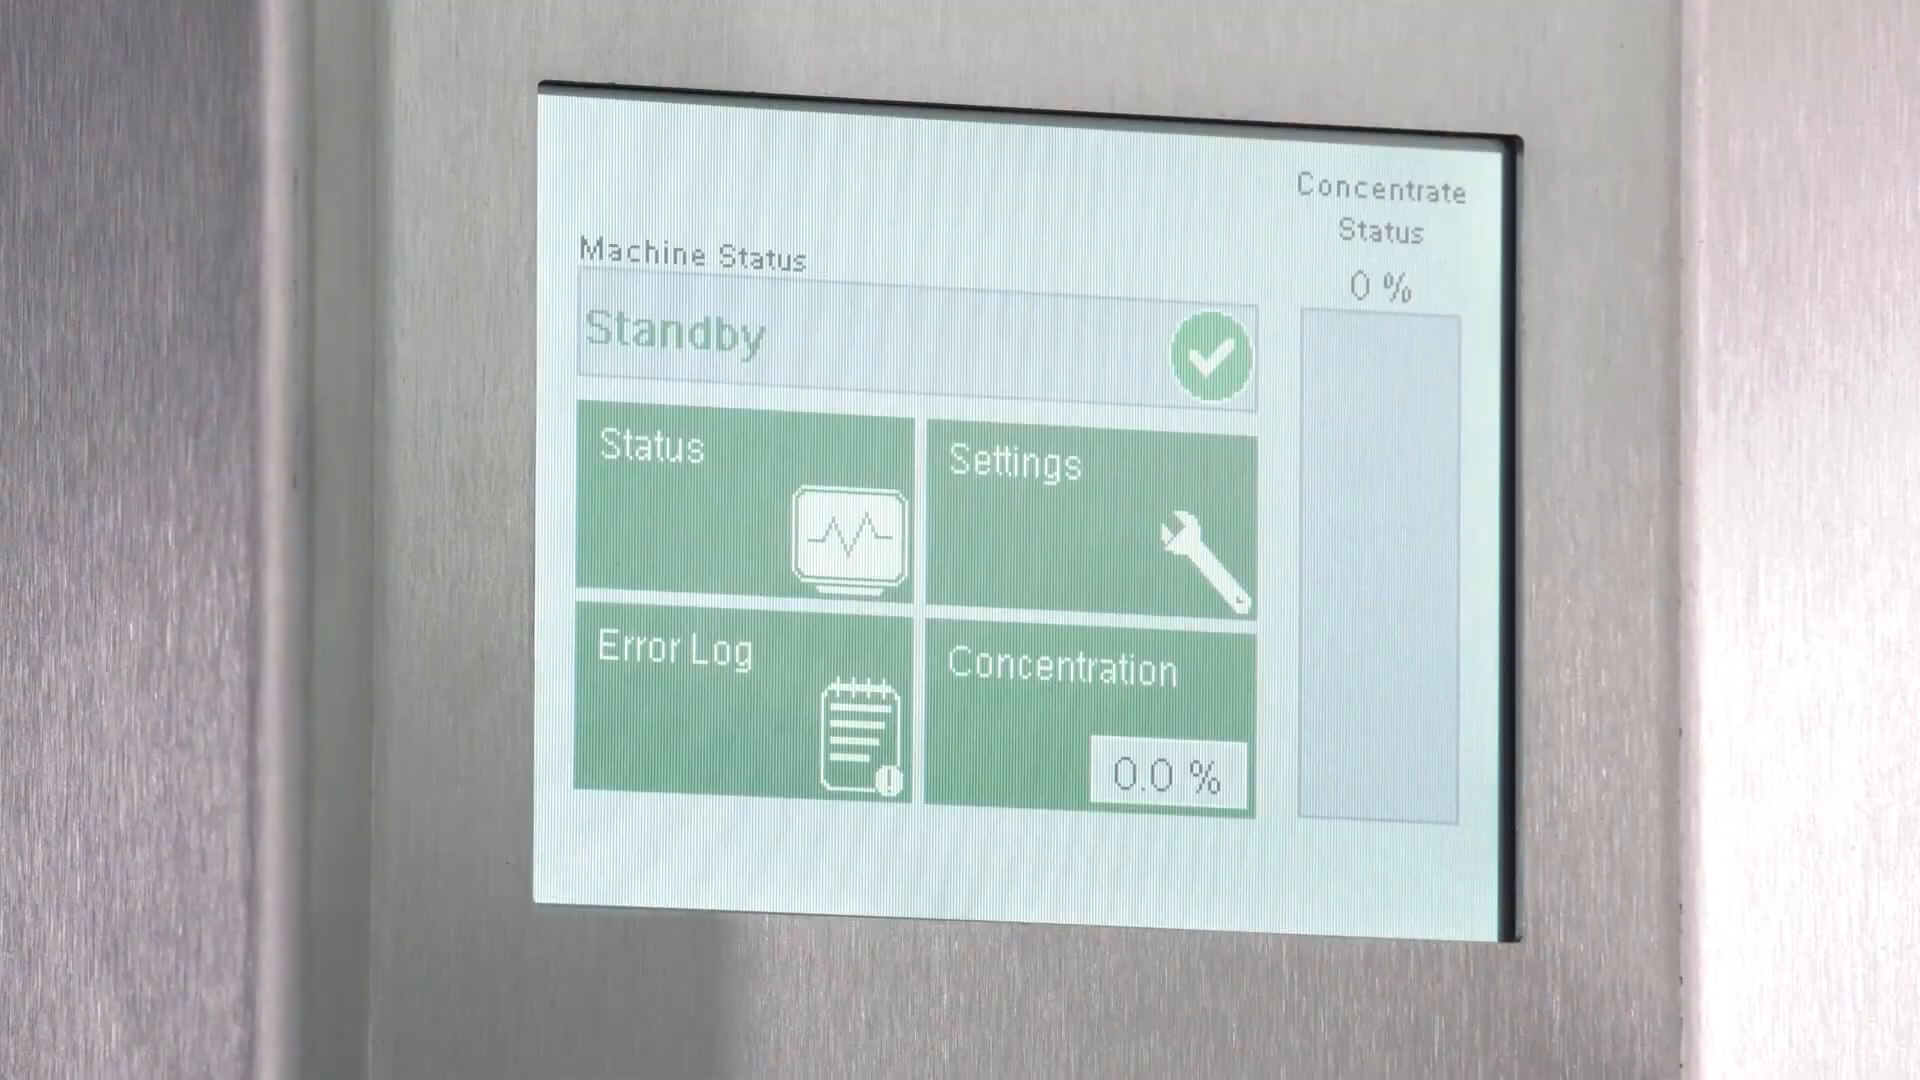 Concentrate
Status
0 %
Machine Status
Standby
Status
Settings
Error Log
Concentration
0.0 %